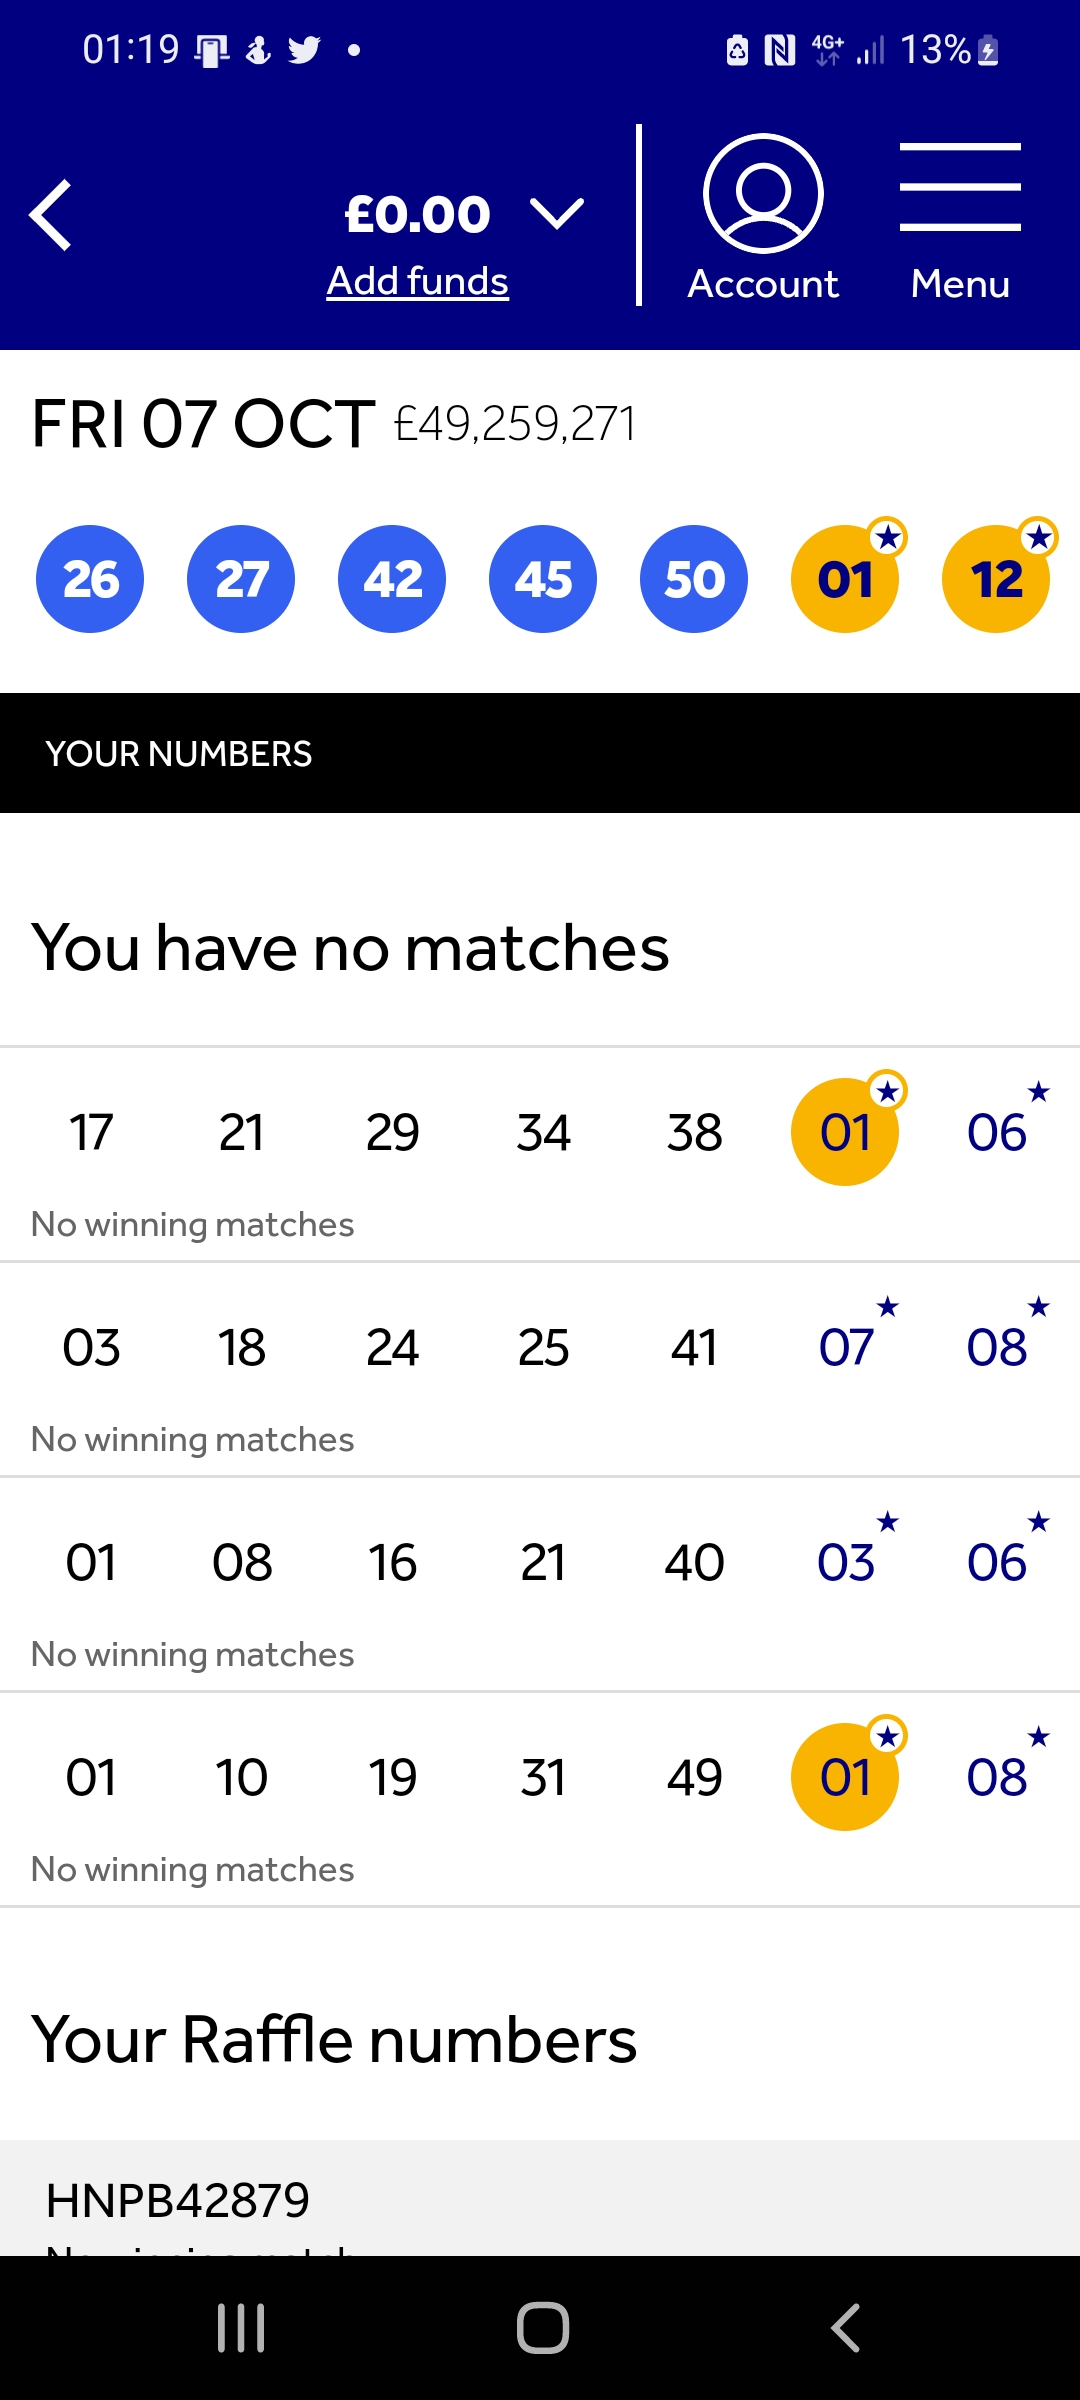 01:19 4G+ 13%
£0.00
Add funds
Account
Menu
FRI 07 OCT £49,259,271
26 27 42 45 50 01 12
YOUR NUMBERS
You have no matches
17 21 29 34 38 01 06
No winning matches
03 18 24 25 41 07 08
No winning matches
01 08 16 21 40 03 06
No winning matches
01 10 19 31 49 01 08
No winning matches
Your Raffle numbers
HNPB42879